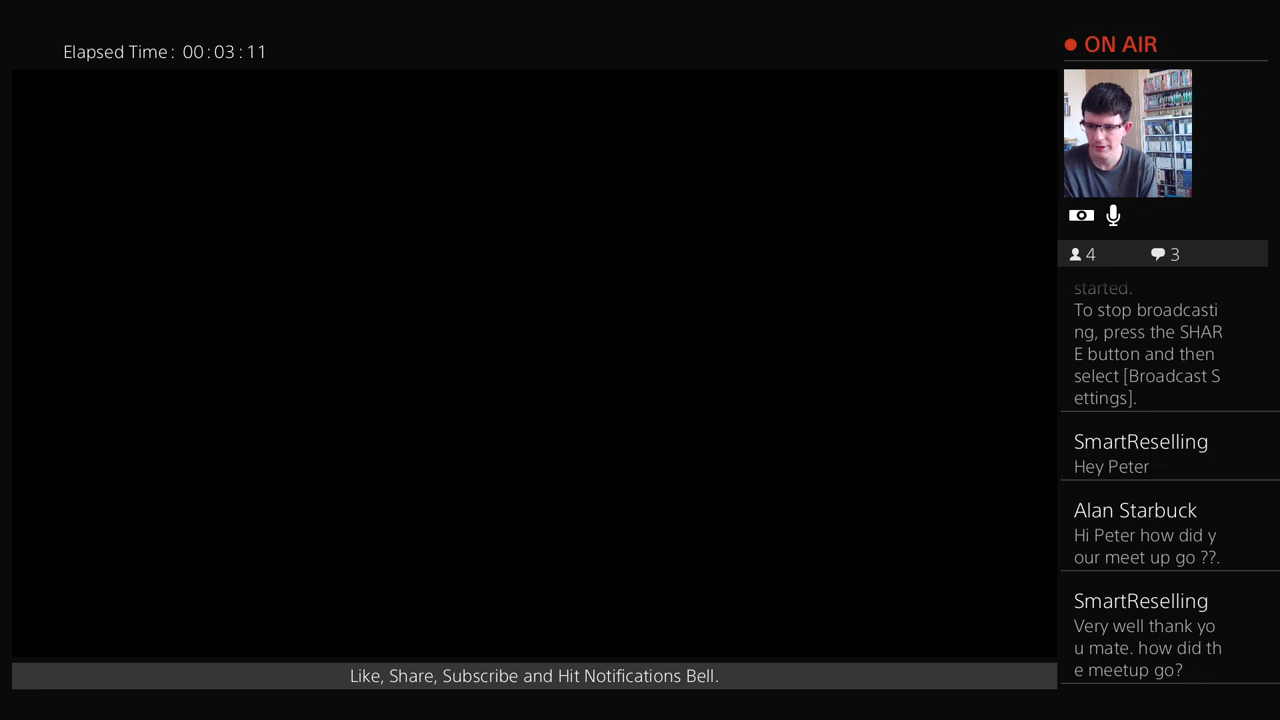 Elapsed Time: 00:03:11
ON AIR
4 3
started.
To stop broadcasti
ng, press the SHAR
E button and then
select [Broadcast S
ettings].
SmartReselling
Hey Peter
Alan Starbuck
Hi Peter how did y
our meet up go ??.
SmartReselling
Very well thank yo
u mate. how did th
e meetup go?
Like, Share, Subscribe and Hit Notifications Bell.